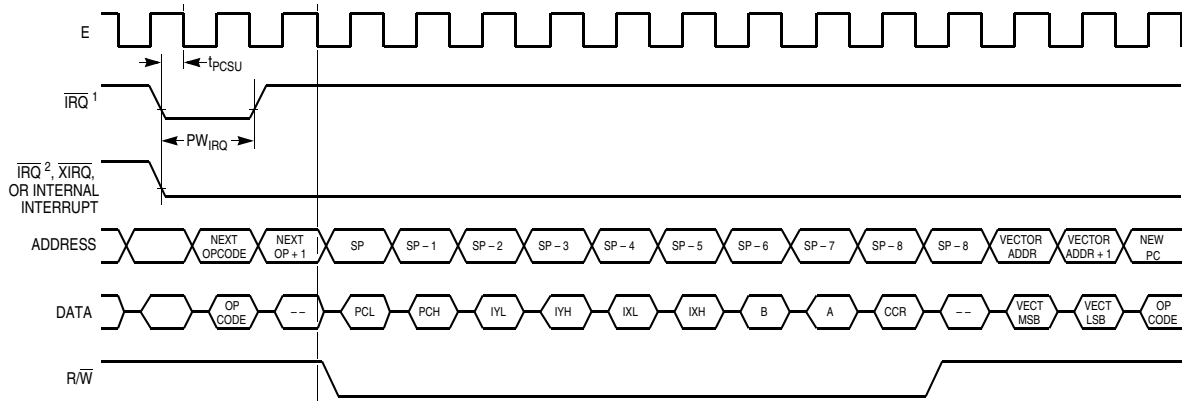 E
tPCSU
IRQ 1
PWIRQ
IRQ 2, XIRQ,
OR INTERNAL
INTERRUPT
ADDRESS
NEXT
OPCODE
NEXT
OP + 1
SP
SP – 1
SP – 2
SP – 3
SP – 4
SP – 5
SP – 6
SP – 7
SP – 8
SP – 8
VECTOR
ADDR
VECTOR
ADDR + 1
NEW
PC
DATA
OP
CODE
– –
PCL
PCH
IYL
IYH
IXL
IXH
B
A
CCR
– –
VECT
MSB
VECT
LSB
OP
CODE
R/W